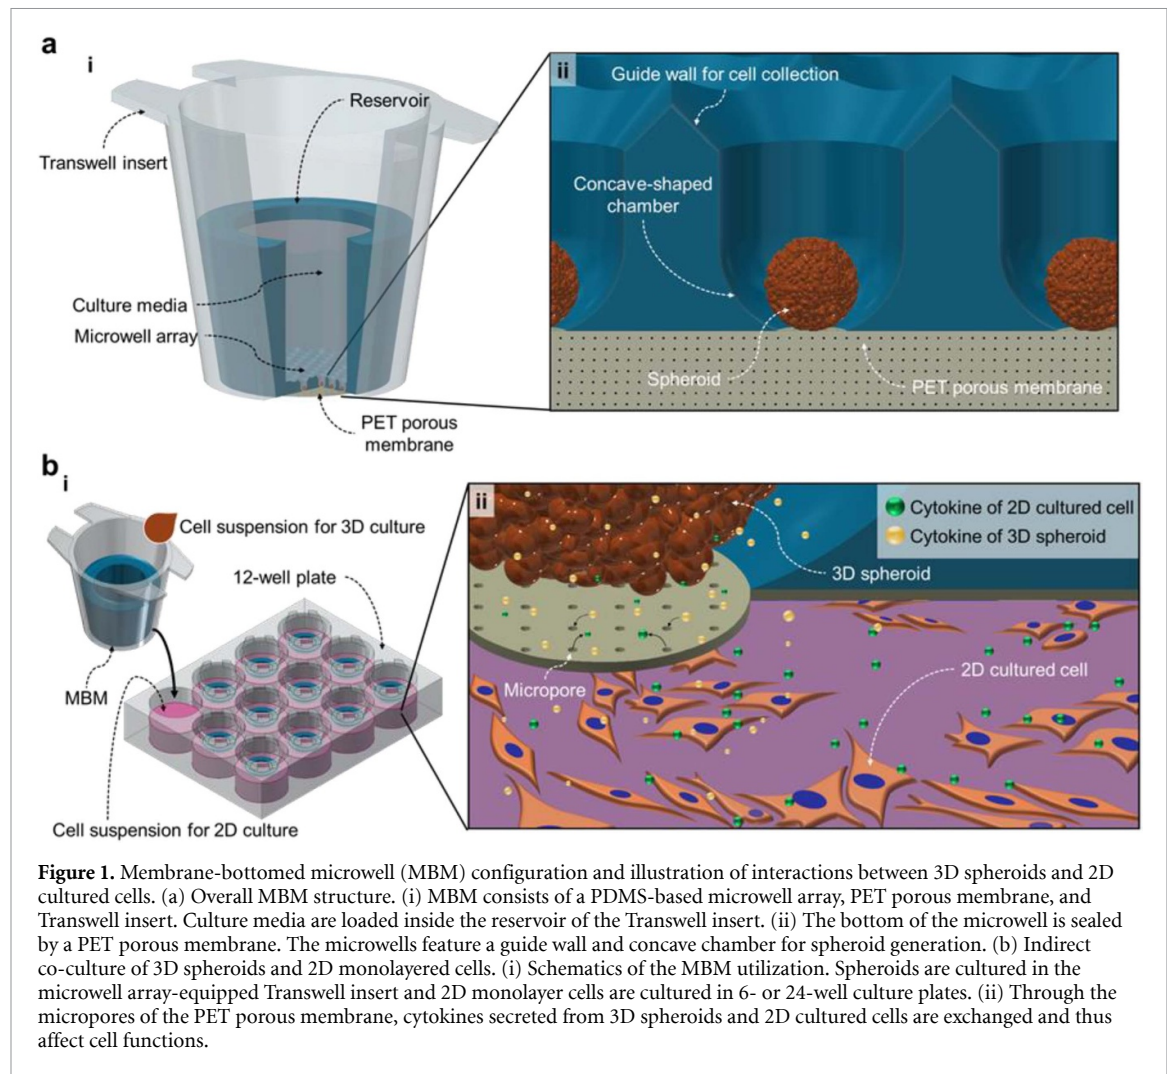 a
i
Reservoir
Transwell insert
Culture media
Microwell array
PET porous
membrane
ii
Guide wall for cell collection
Concave-shaped
chamber
Spheroid
PET porous membrane
b
i
Cell suspension for 3D culture
12-well plate
MBM
Cell suspension for 2D culture
ii
Cytokine of 2D cultured cell
Cytokine of 3D spheroid
3D spheroid
Micropore
2D cultured cell
Figure 1. Membrane-bottomed microwell (MBM) configuration and illustration of interactions between 3D spheroids and 2D
cultured cells. (a) Overall MBM structure. (i) MBM consists of a PDMS-based microwell array, PET porous membrane, and
Transwell insert. Culture media are loaded inside the reservoir of the Transwell insert. (ii) The bottom of the microwell is sealed
by a PET porous membrane. The microwells feature a guide wall and concave chamber for spheroid generation. (b) Indirect
co-culture of 3D spheroids and 2D monolayered cells. (i) Schematics of the MBM utilization. Spheroids are cultured in the
microwell array-equipped Transwell insert and 2D monolayer cells are cultured in 6- or 24-well culture plates. (ii) Through the
micropores of the PET porous membrane, cytokines secreted from 3D spheroids and 2D cultured cells are exchanged and thus
affect cell functions.